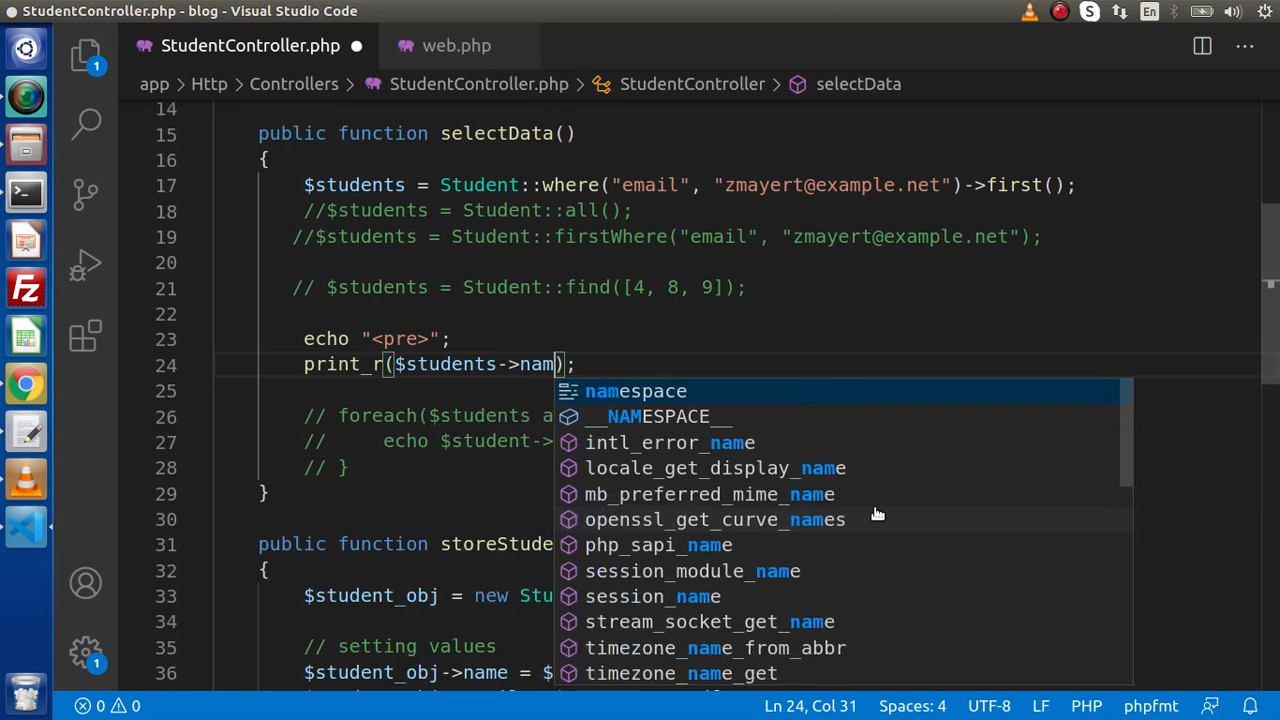 StudentController.php - blog - Visual Studio Code
S En
StudentController.php web.php
1
app > Http > Controllers > StudentController.php > StudentController > selectData
14
15 public function selectData()
16 {
17 $students = Student::where("email", "zmayert@example.net")->first();
18 //$students = Student::all();
19 //$students = Student::firstWhere("email", "zmayert@example.net");
20
21 // $students = Student::find([4, 8, 9]);
22
23 echo "<pre>";
24 print_r($students->nam);
25 namespace
26 // foreach($students a __NAMESPACE__
27 // echo $student-> intl_error_name
28 // } locale_get_display_name
29 } mb_preferred_mime_name
30 openssl_get_curve_names
31 public function storeStude php_sapi_name
32 { session_module_name
33 $student_obj = new Stu session_name
34 stream_socket_get_name
35 // setting values timezone_name_from_abbr
36 $student_obj->name = $ timezone_name_get
1
0 0 Ln 24, Col 31 Spaces: 4 UTF-8 LF PHP phpfmt